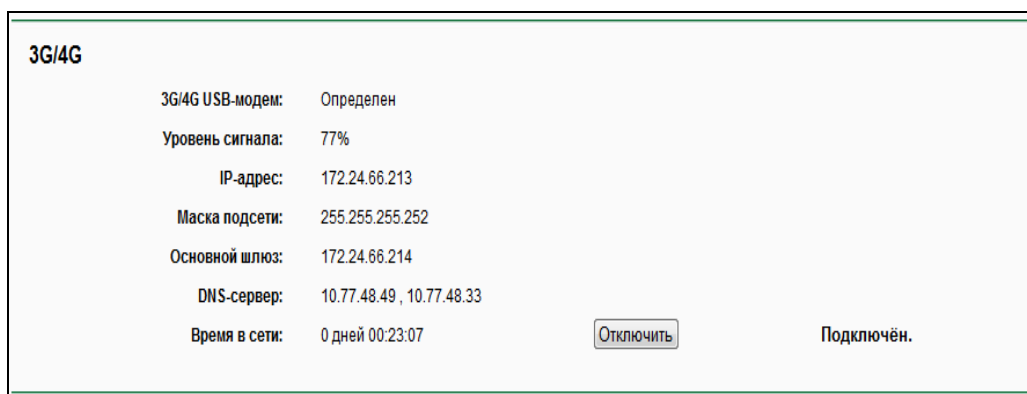 3G/4G
3G/4G USB-модем: Определен
Уровень сигнала: 77%
IP-адрес: 172.24.66.213
Маска подсети: 255.255.255.252
Основной шлюз: 172.24.66.214
DNS-сервер: 10.77.48.49 , 10.77.48.33
Время в сети: 0 дней 00:23:07 Отключить Подключён.